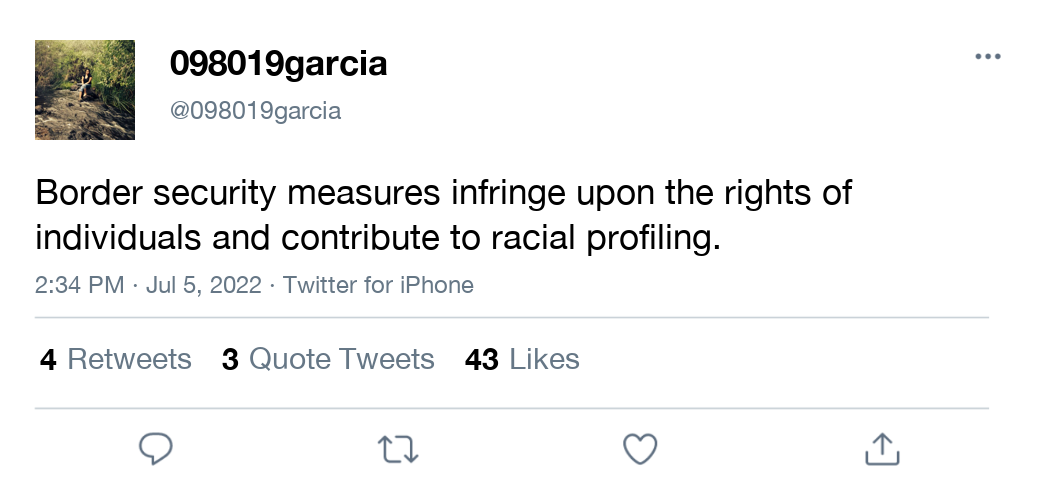 098019garcia
@098019garcia
Border security measures infringe upon the rights of
individuals and contribute to racial profiling.
2:34 PM · Jul 5, 2022 · Twitter for iPhone
4 Retweets 3 Quote Tweets 43 Likes